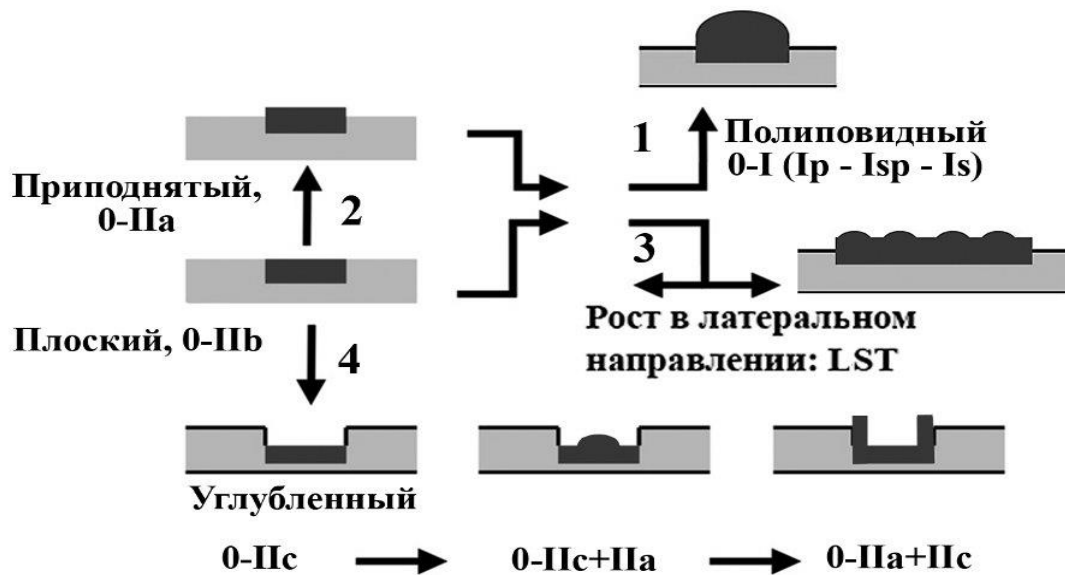 1
Полиповидный
0-I (Ip - Isp - Is)
Приподнятый,
0-IIa
2
3
Плоский, 0-IIb
4
Рост в латеральном
направлении: LST
Углубленный
0-IIc
0-IIc+IIa
0-IIa+IIc